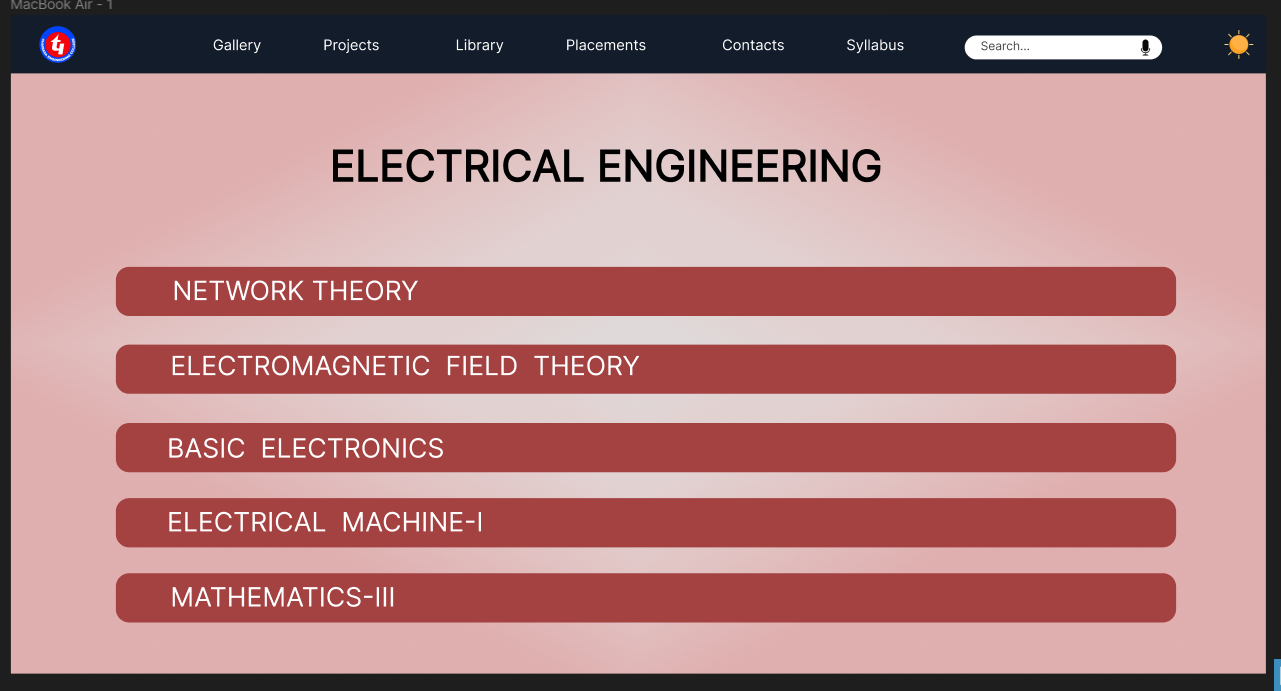 MacBook Air - 1
Gallery Projects Library Placements Contacts Syllabus Search...
ELECTRICAL ENGINEERING
NETWORK THEORY
ELECTROMAGNETIC FIELD THEORY
BASIC ELECTRONICS
ELECTRICAL MACHINE-I
MATHEMATICS-III